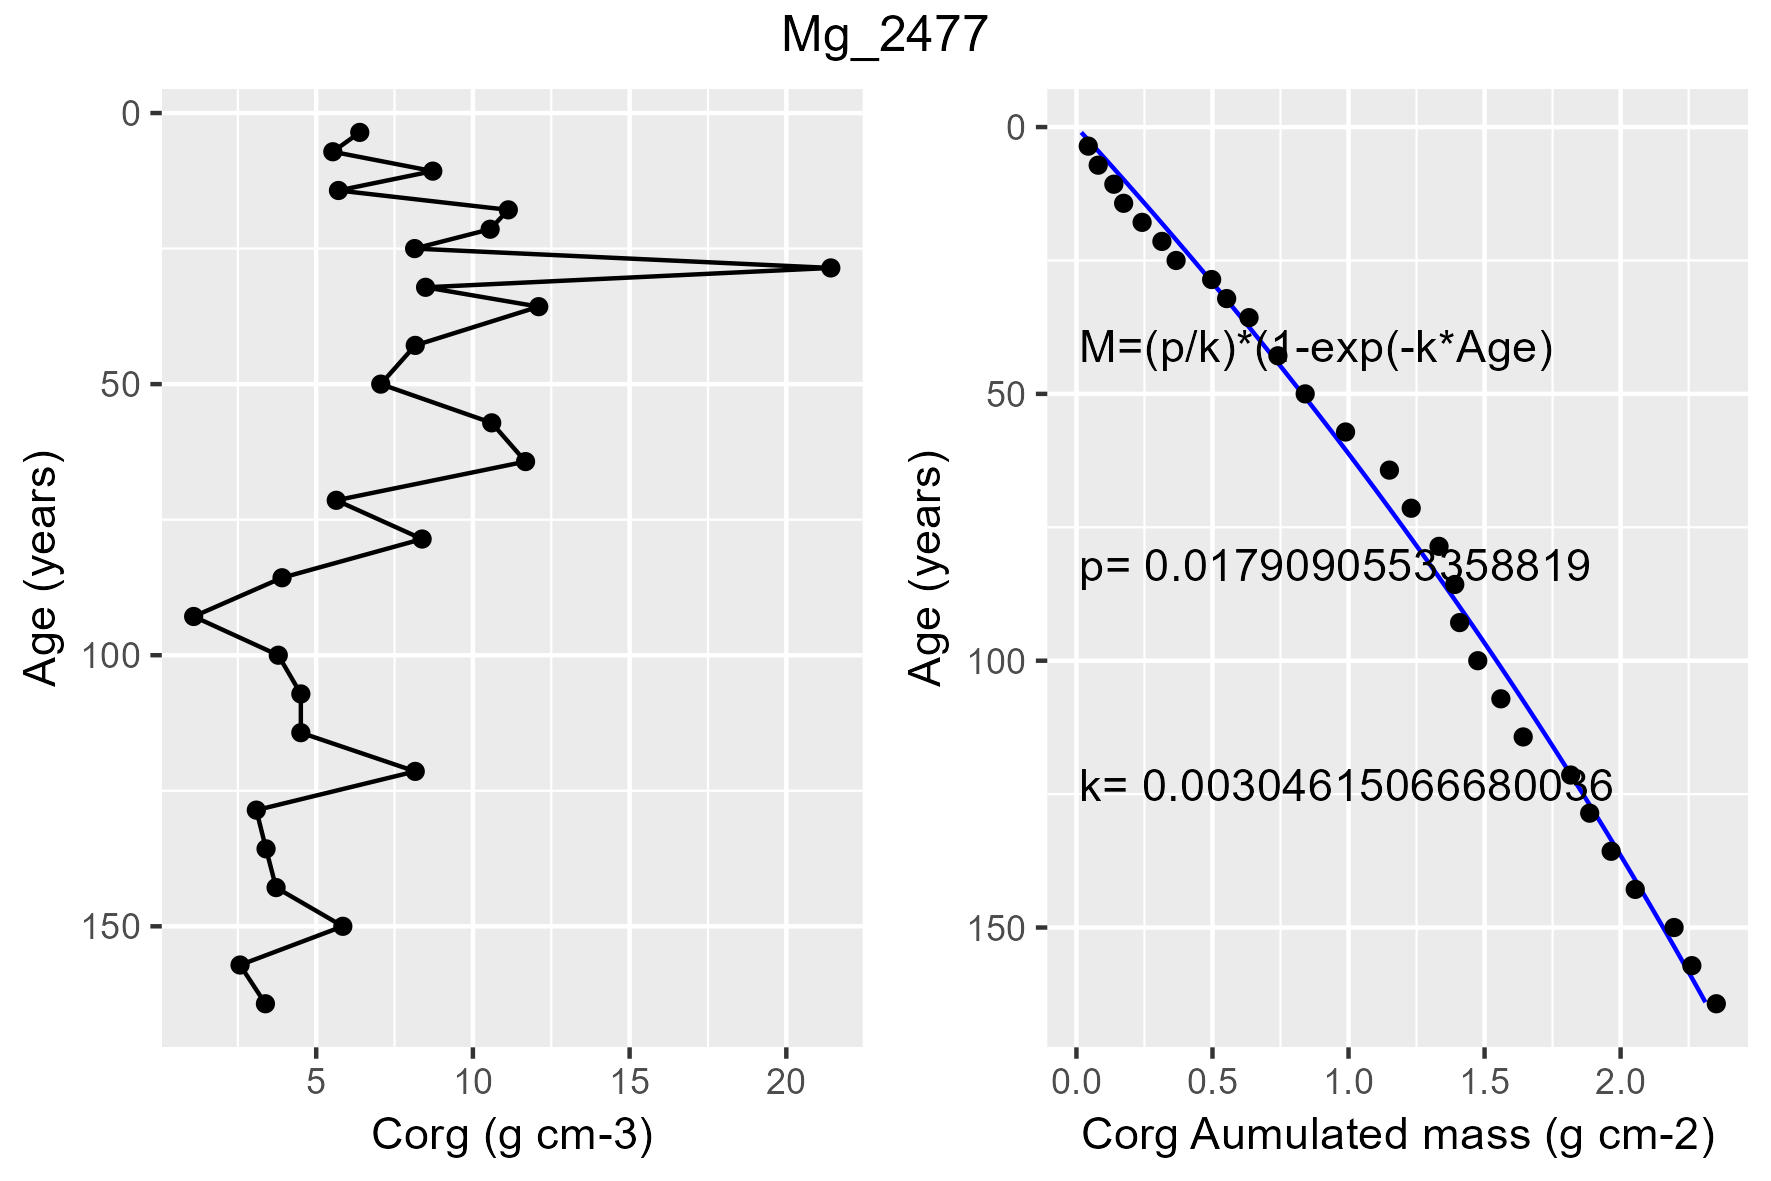 Mg_2477
0
50
100
150
Age (years)
5 10 15 20
Corg (g cm-3)
0
50
100
150
Age (years)
M=(p/k)*(1-exp(-k*Age)
p= 0.0179090553358819
k= 0.00304615066680036
0.0 0.5 1.0 1.5 2.0
Corg Aumulated mass (g cm-2)